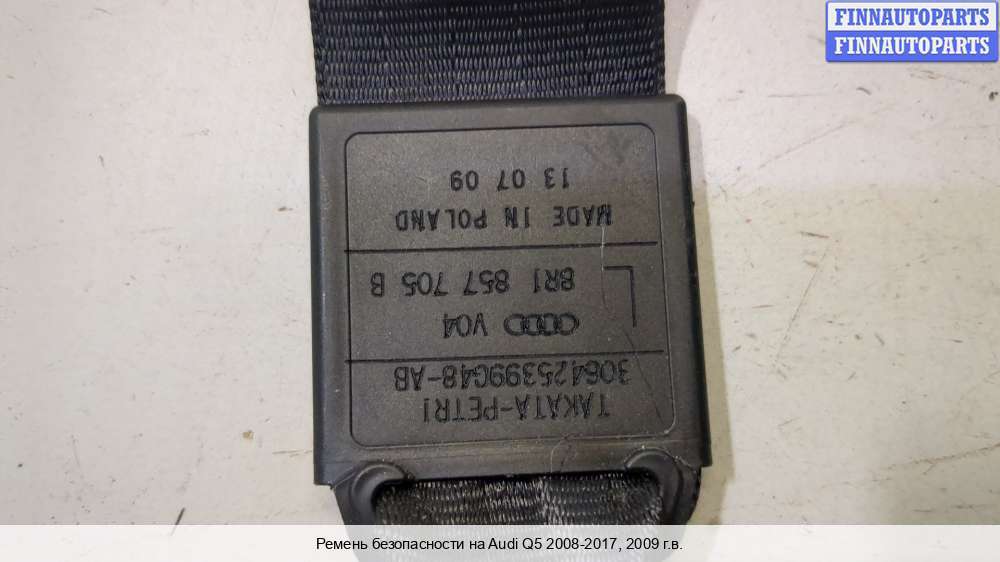 FINNAUTOPARTS
FINNAUTOPARTS
TAKATA-PETRI
306425399G48-AB
V04
L
8R1 857 705 B
MADE IN POLAND
13 07 09
Ремень безопасности на Audi Q5 2008-2017, 2009 г.в.